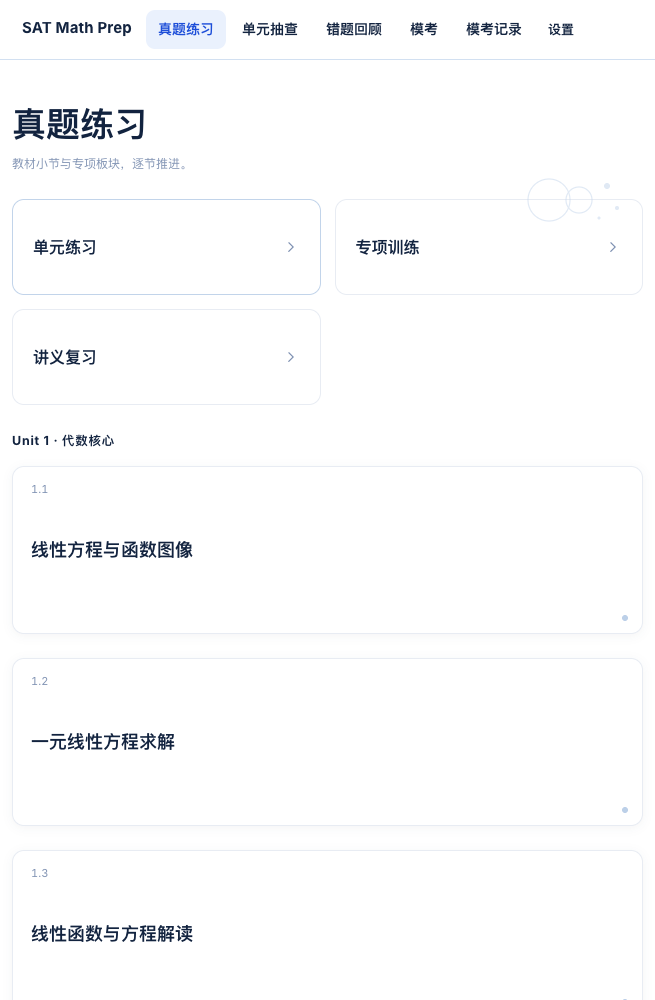 SAT Math Prep 真题练习 单元抽查 错题回顾 模考 模考记录 设置
真题练习
教材小节与专项板块，逐节推进。
单元练习 专项训练
讲义复习
Unit 1 · 代数核心
1.1
线性方程与函数图像
1.2
一元线性方程求解
1.3
线性函数与方程解读